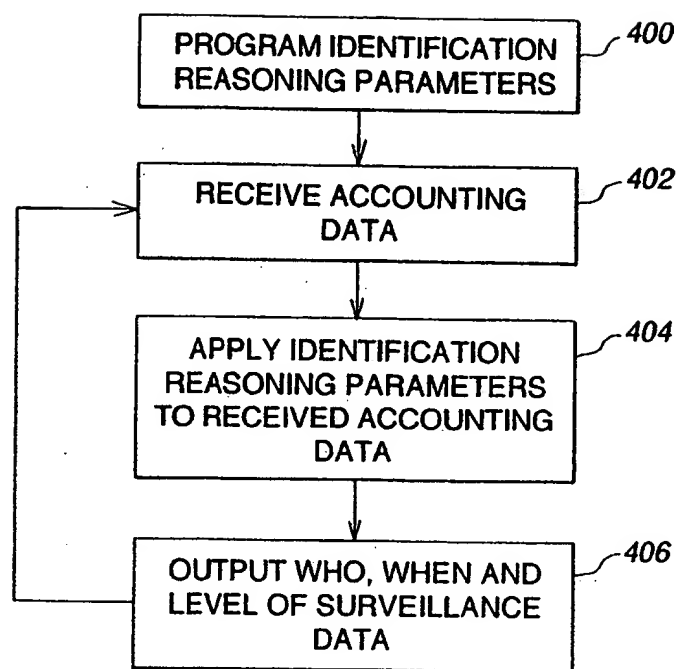 PROGRAM IDENTIFICATION
REASONING PARAMETERS
400
RECEIVE ACCOUNTING
DATA
402
APPLY IDENTIFICATION
REASONING PARAMETERS
TO RECEIVED ACCOUNTING
DATA
404
OUTPUT WHO, WHEN AND
LEVEL OF SURVEILLANCE
DATA
406